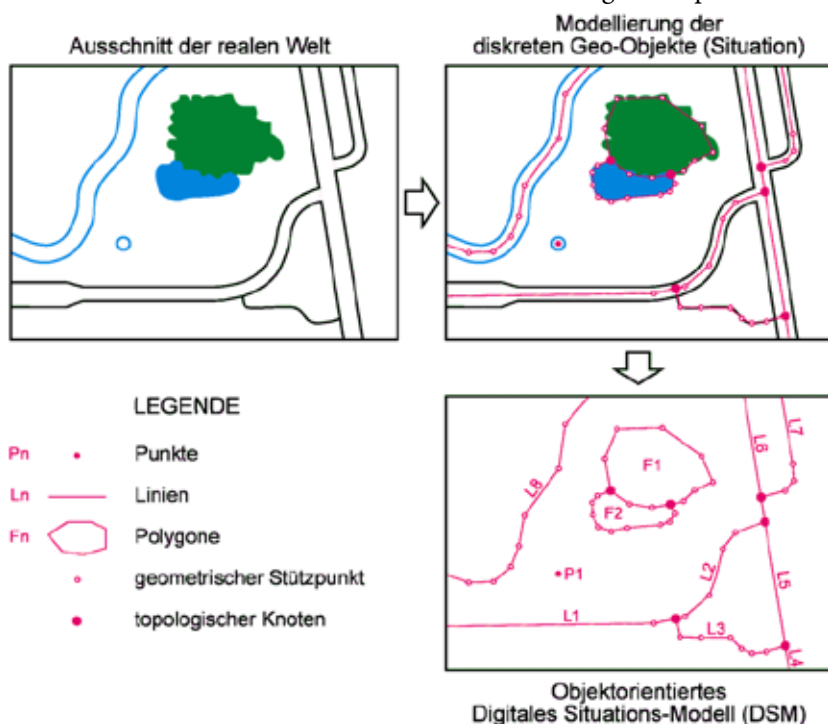 Ausschnitt der realen Welt
Modellierung der
diskreten Geo-Objekte (Situation)
LEGENDE
Pn
Punkte
Ln
Linien
Fn
Polygone
geometrischer Stützpunkt
topologischer Knoten
L8
F1
F2
L6
L7
P1
L2
L5
L1
L3
L4
Objektorientiertes
Digitales Situations-Modell (DSM)